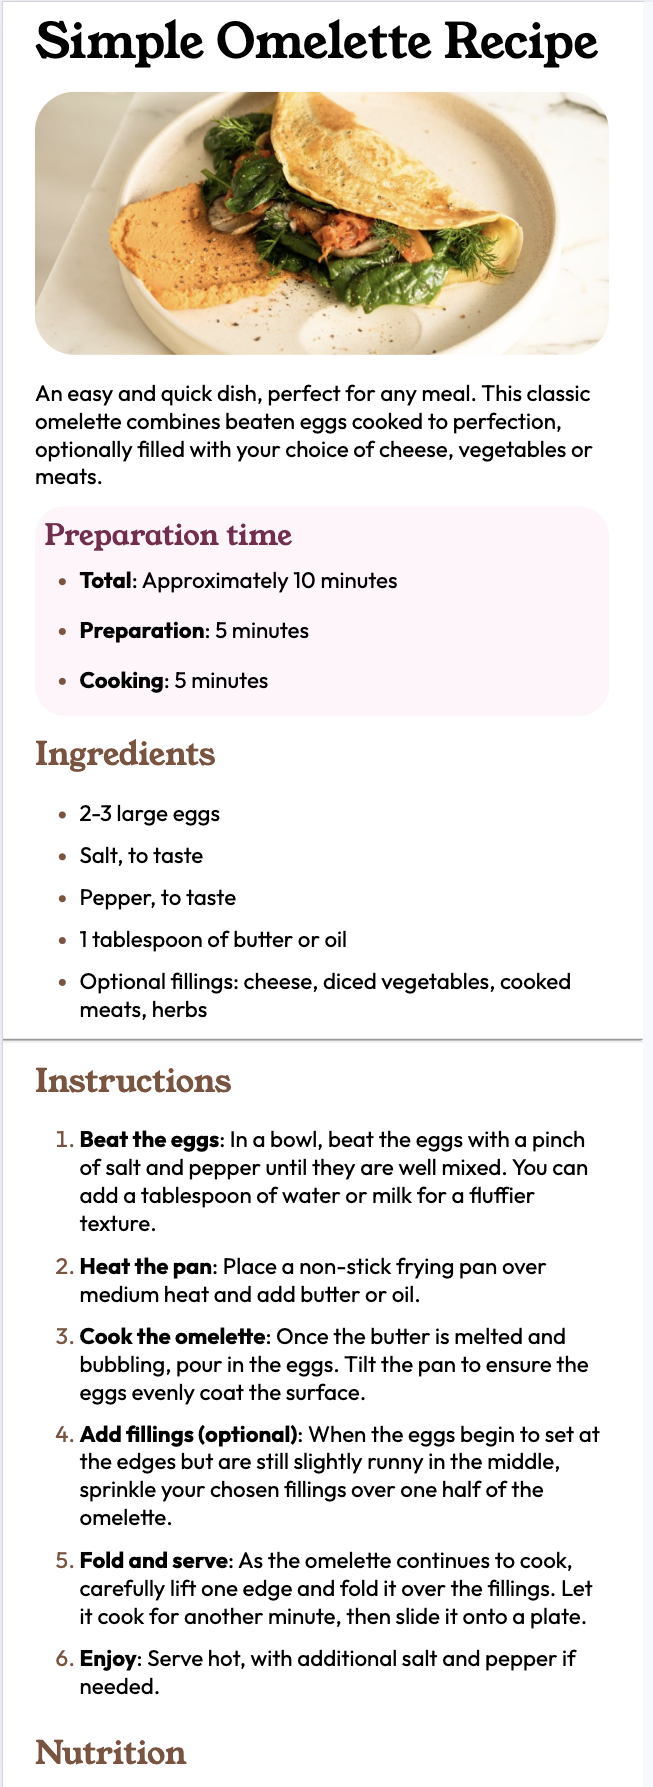 Simple Omelette Recipe
An easy and quick dish, perfect for any meal. This classic
omelette combines beaten eggs cooked to perfection,
optionally filled with your choice of cheese, vegetables or
meats.
Preparation time
• Total: Approximately 10 minutes
• Preparation: 5 minutes
• Cooking: 5 minutes
Ingredients
• 2-3 large eggs
• Salt, to taste
• Pepper, to taste
• 1 tablespoon of butter or oil
• Optional fillings: cheese, diced vegetables, cooked
meats, herbs
Instructions
1. Beat the eggs: In a bowl, beat the eggs with a pinch
of salt and pepper until they are well mixed. You can
add a tablespoon of water or milk for a fluffier
texture.
2. Heat the pan: Place a non-stick frying pan over
medium heat and add butter or oil.
3. Cook the omelette: Once the butter is melted and
bubbling, pour in the eggs. Tilt the pan to ensure the
eggs evenly coat the surface.
4. Add fillings (optional): When the eggs begin to set at
the edges but are still slightly runny in the middle,
sprinkle your chosen fillings over one half of the
omelette.
5. Fold and serve: As the omelette continues to cook,
carefully lift one edge and fold it over the fillings. Let
it cook for another minute, then slide it onto a plate.
6. Enjoy: Serve hot, with additional salt and pepper if
needed.
Nutrition